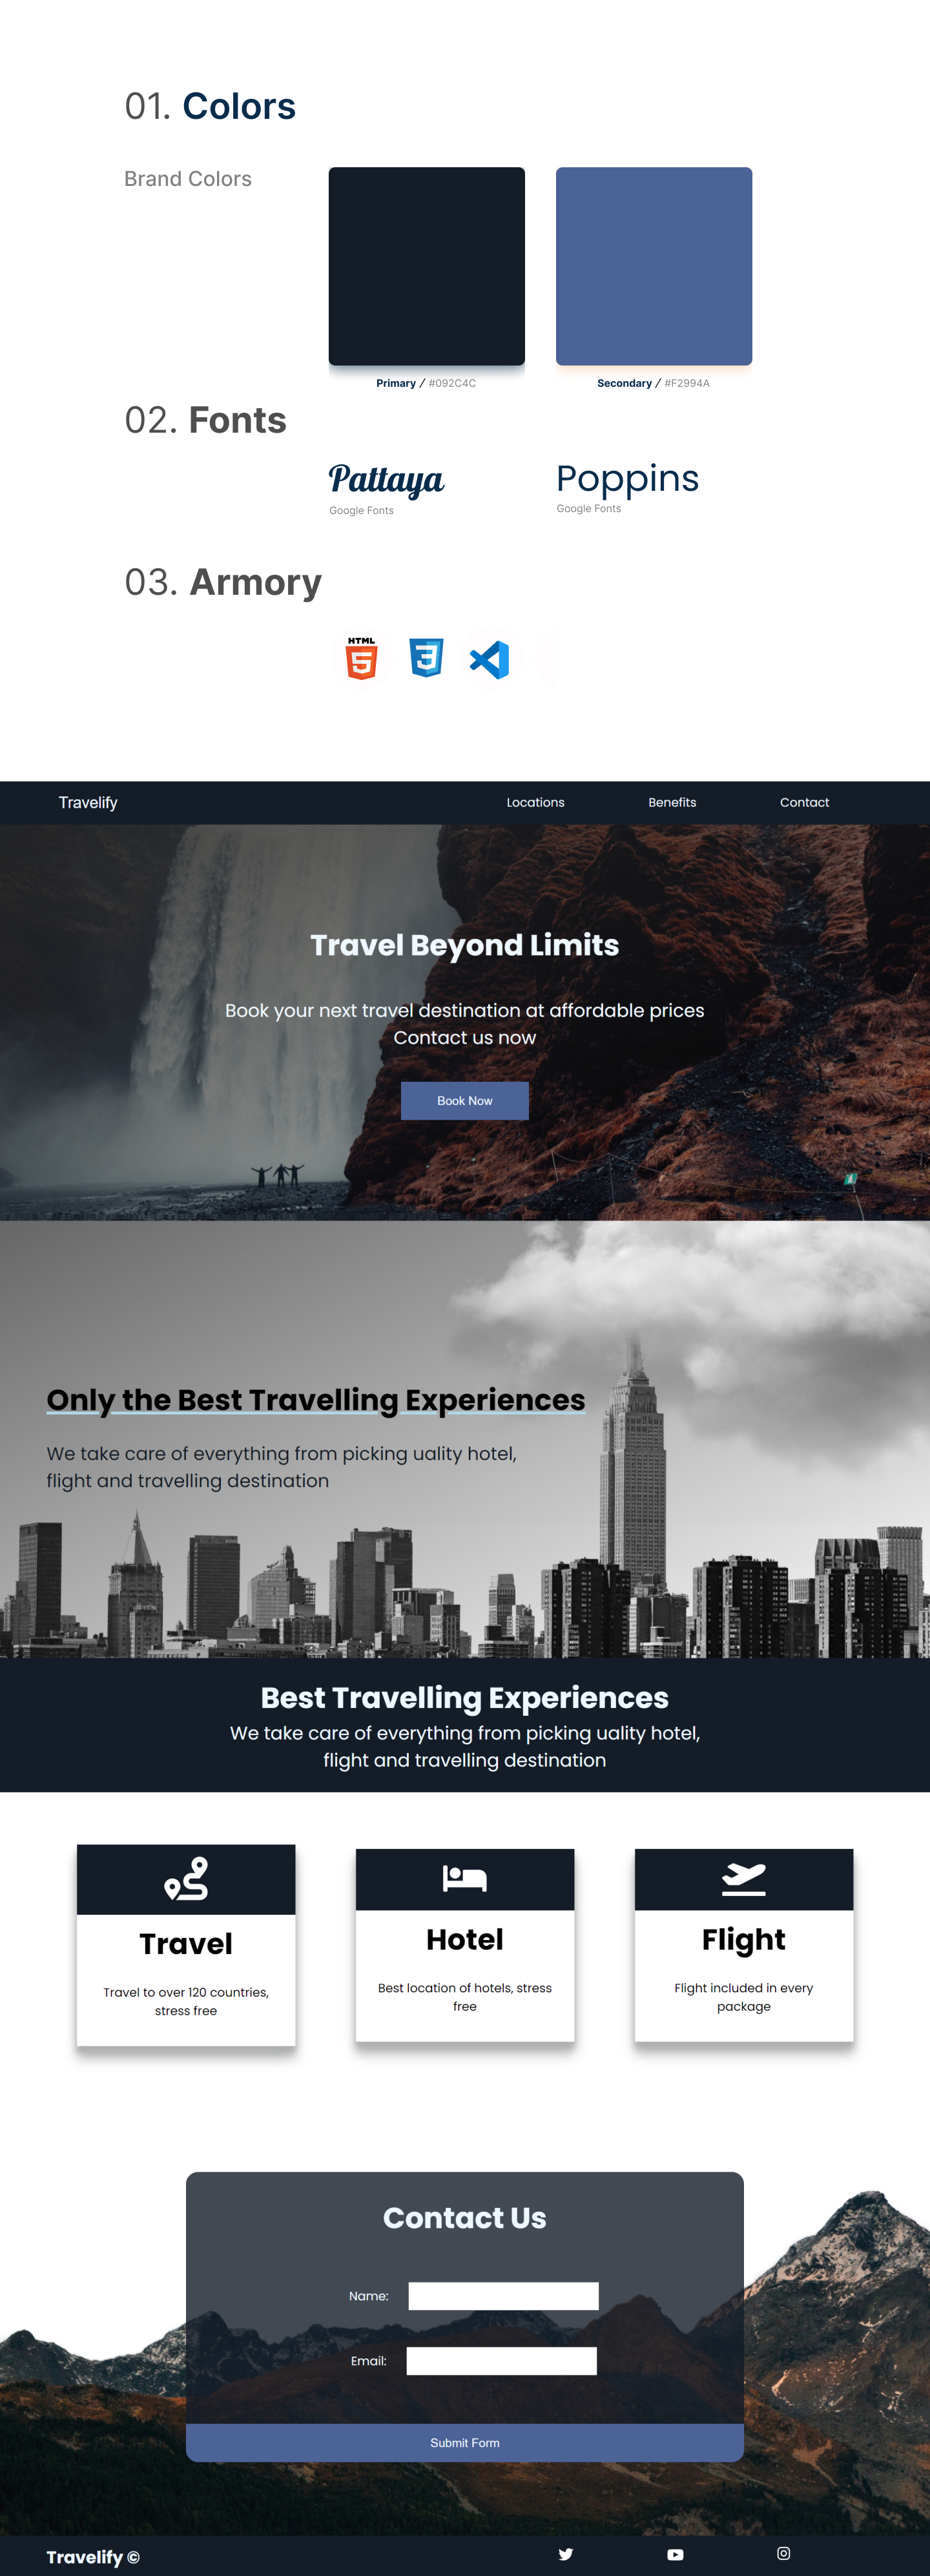 01. Colors
Brand Colors
Primary / #092C4C
Secondary / #F2994A
02. Fonts
Pattaya
Google Fonts
Poppins
Google Fonts
03. Armory
HTML
5
3
Travelify
Locations
Benefits
Contact
Travel Beyond Limits
Book your next travel destination at affordable prices
Contact us now
Book Now
Only the Best Travelling Experiences
We take care of everything from picking uality hotel,
flight and travelling destination
Best Travelling Experiences
We take care of everything from picking uality hotel,
flight and travelling destination
Travel
Travel to over 120 countries,
stress free
Hotel
Best location of hotels, stress
free
Flight
Flight included in every
package
Contact Us
Name:
Email:
Submit Form
Travelify ©